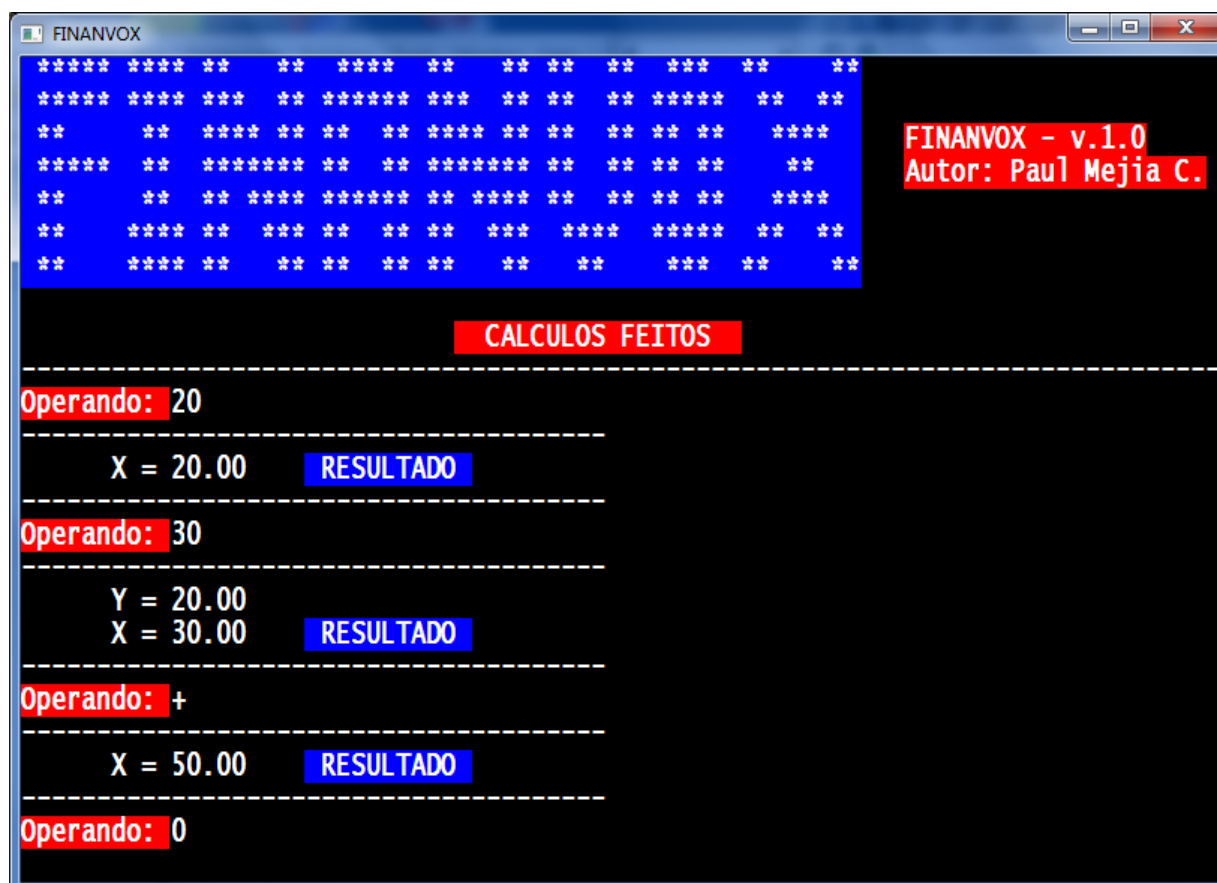 FINANVOX
***** **** **   **  ****  **   ** **  **  ***  **    **
***** **** ***  ** ****** ***  ** **  ** *****  **  **
**     **  **** ** **  ** **** ** **  ** ** **   ****
*****  **  ******* **  ** ******* **  ** ** **    **
**     **  ** **** ****** ** **** **  ** ** **   ****
**    **** **  *** **  ** **  ***  ****  *****  **  **
**    **** **   ** **  ** **   **   **    ***  **    **
FINANVOX - v.1.0
Autor: Paul Mejia C.
CALCULOS FEITOS
--------------------------------------------------------------------------------
Operando: 20
---------------------------------------
X = 20.00 RESULTADO
---------------------------------------
Operando: 30
---------------------------------------
Y = 20.00
X = 30.00 RESULTADO
---------------------------------------
Operando: +
---------------------------------------
X = 50.00 RESULTADO
---------------------------------------
Operando: 0